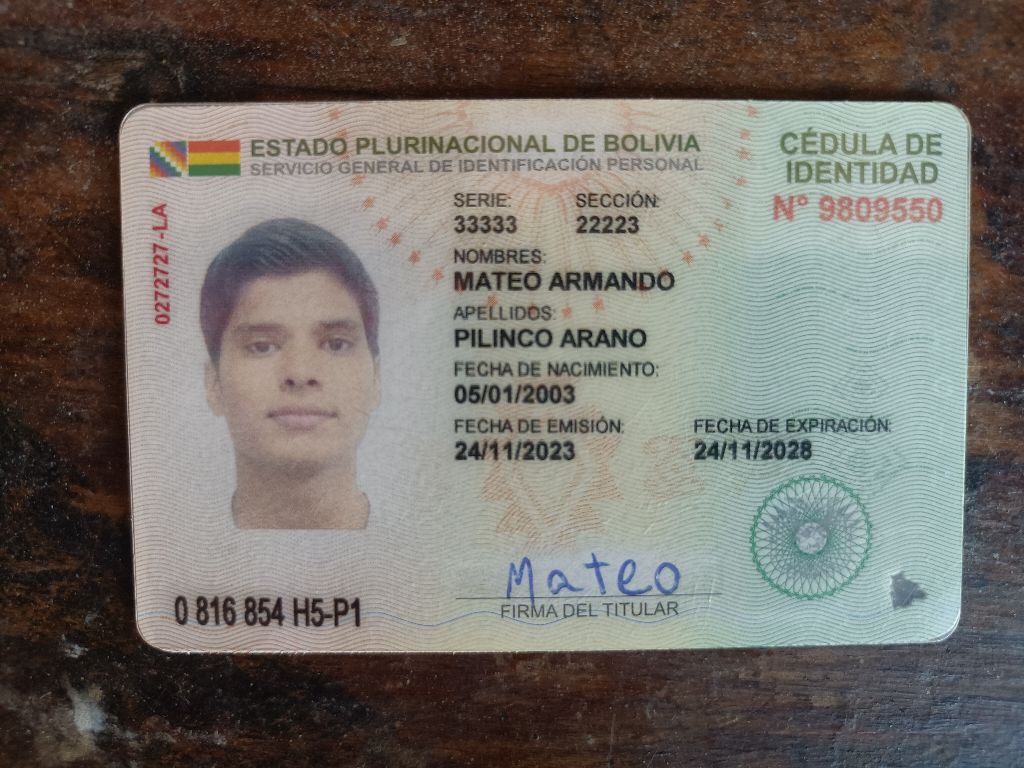 ESTADO PLURINACIONAL DE BOLIVIA
SERVICIO GENERAL DE IDENTIFICACIÓN PERSONAL
CÉDULA DE
IDENTIDAD
N° 9809550
0272727-LA
SERIE: SECCIÓN:
33333 22223
NOMBRES:
MATEO ARMANDO
APELLIDOS:
PILINCO ARANO
FECHA DE NACIMIENTO:
05/01/2003
FECHA DE EMISIÓN: FECHA DE EXPIRACIÓN:
24/11/2023 24/11/2028
Mateo
FIRMA DEL TITULAR
0 816 854 H5-P1